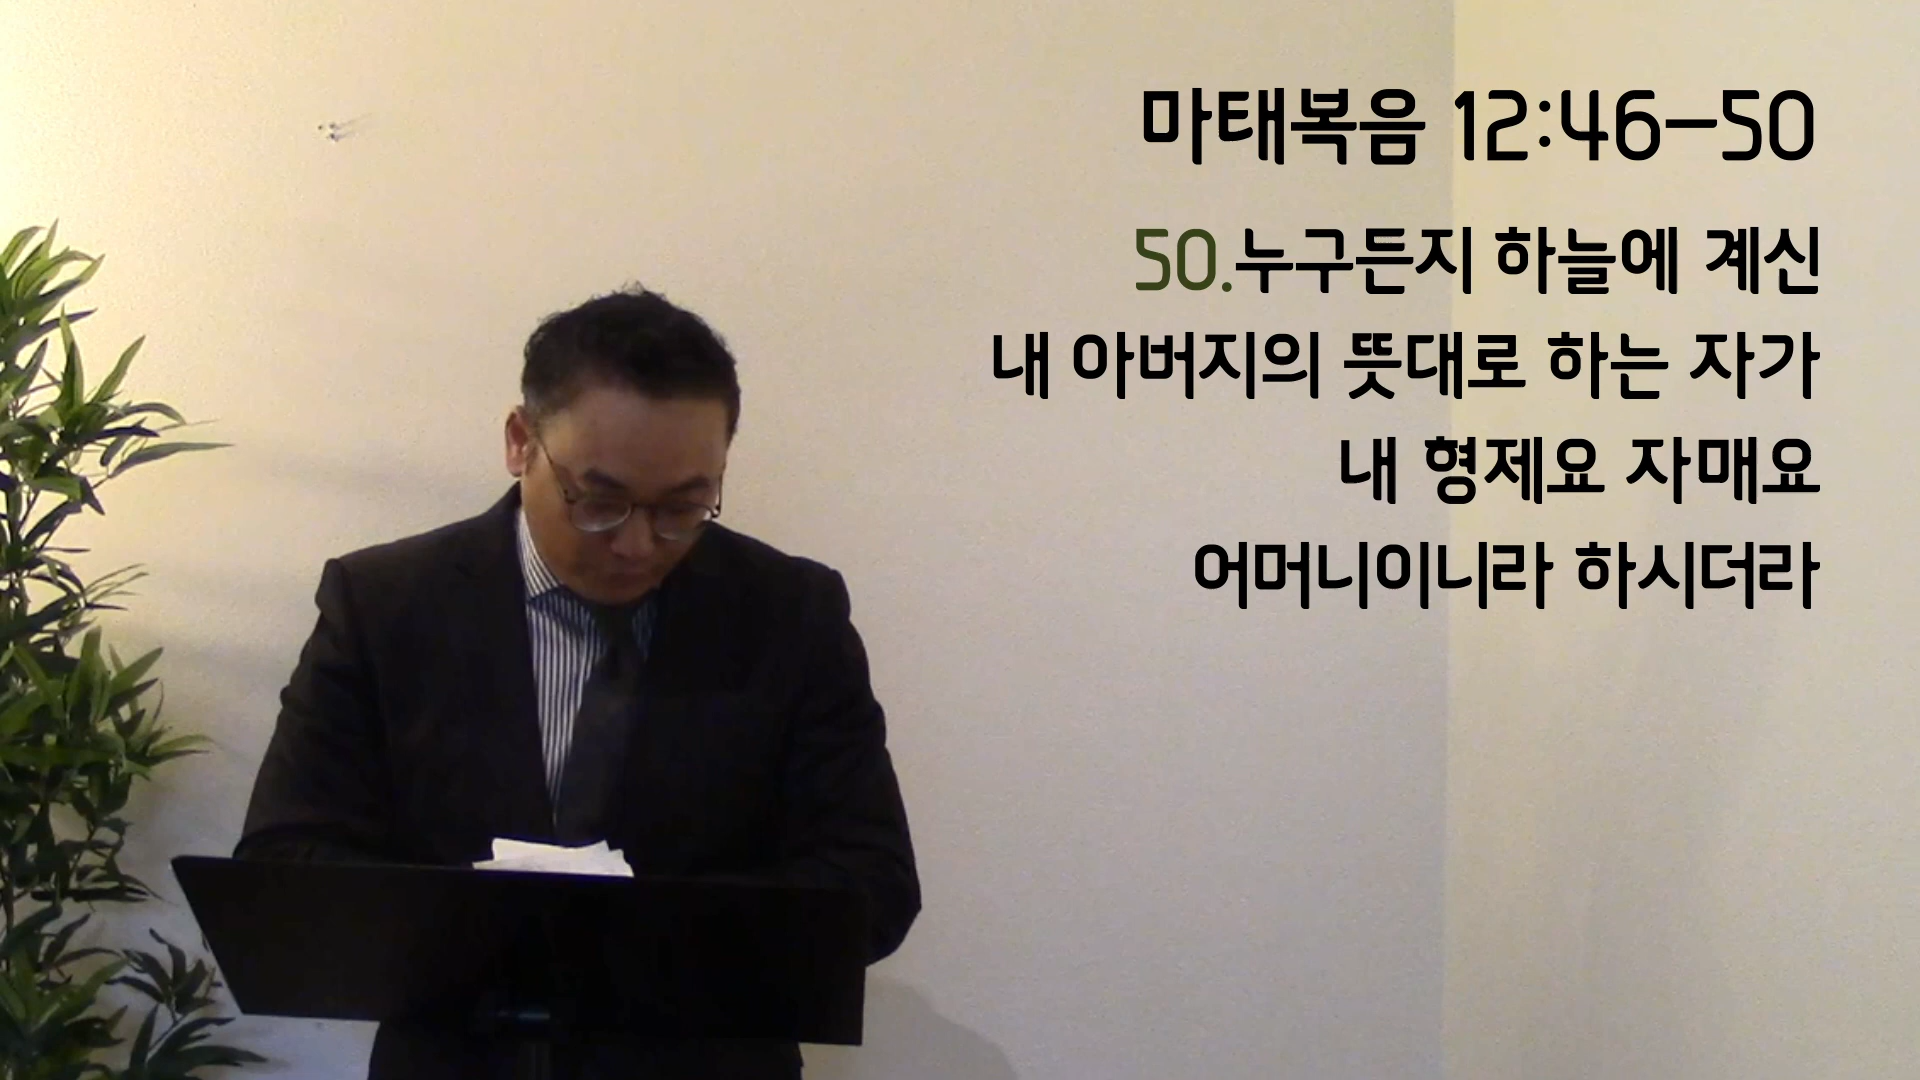 마태복음 12:46-50
50.누구든지 하늘에 계신
내 아버지의 뜻대로 하는 자가
내 형제요 자매요
어머니이니라 하시더라